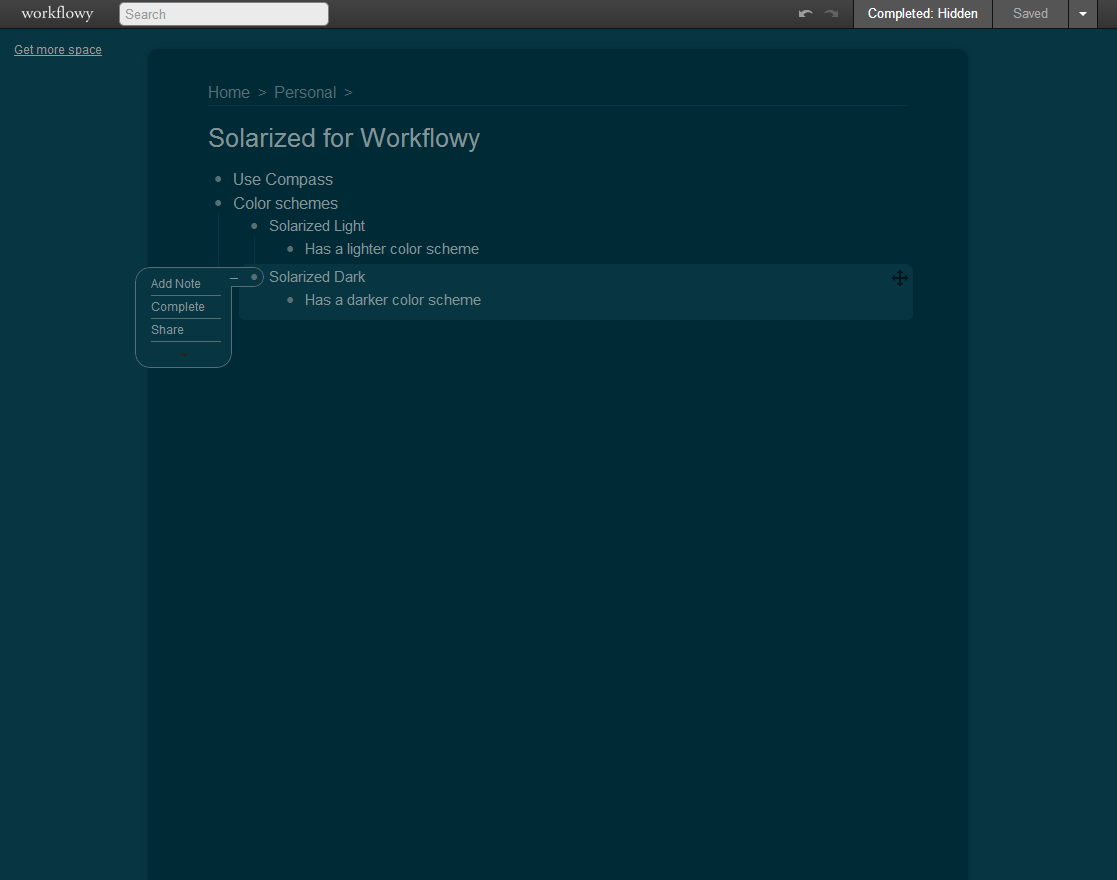 workflowy Search Completed: Hidden Saved
Get more space
Home > Personal >
Solarized for Workflowy
Use Compass
Color schemes
Solarized Light
Has a lighter color scheme
Solarized Dark
Has a darker color scheme
Add Note
Complete
Share